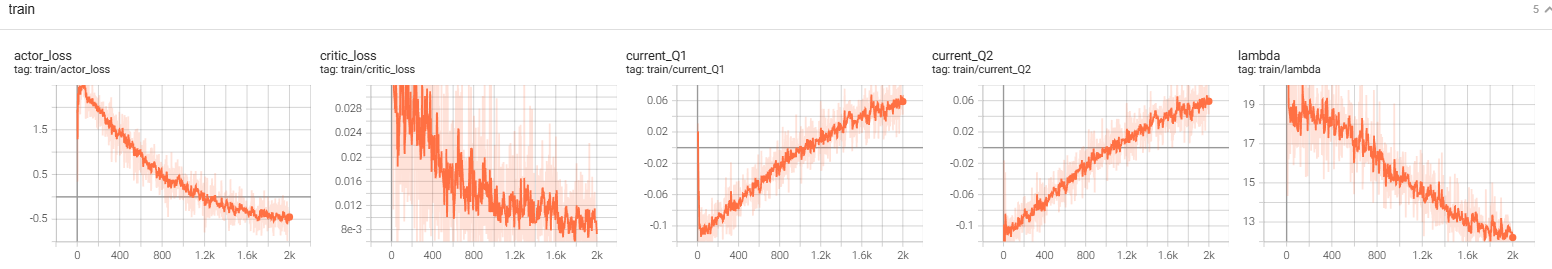 train
5
actor_loss
tag: train/actor_loss
1.5
0.5
-0.5
0 400 800 1.2k 1.6k 2k
critic_loss
tag: train/critic_loss
0.028
0.024
0.02
0.016
0.012
8e-3
0 400 800 1.2k 1.6k 2k
current_Q1
tag: train/current_Q1
0.06
0.02
-0.02
-0.06
-0.1
0 400 800 1.2k 1.6k 2k
current_Q2
tag: train/current_Q2
0.06
0.02
-0.02
-0.06
-0.1
0 400 800 1.2k 1.6k 2k
lambda
tag: train/lambda
19
17
15
13
0 400 800 1.2k 1.6k 2k